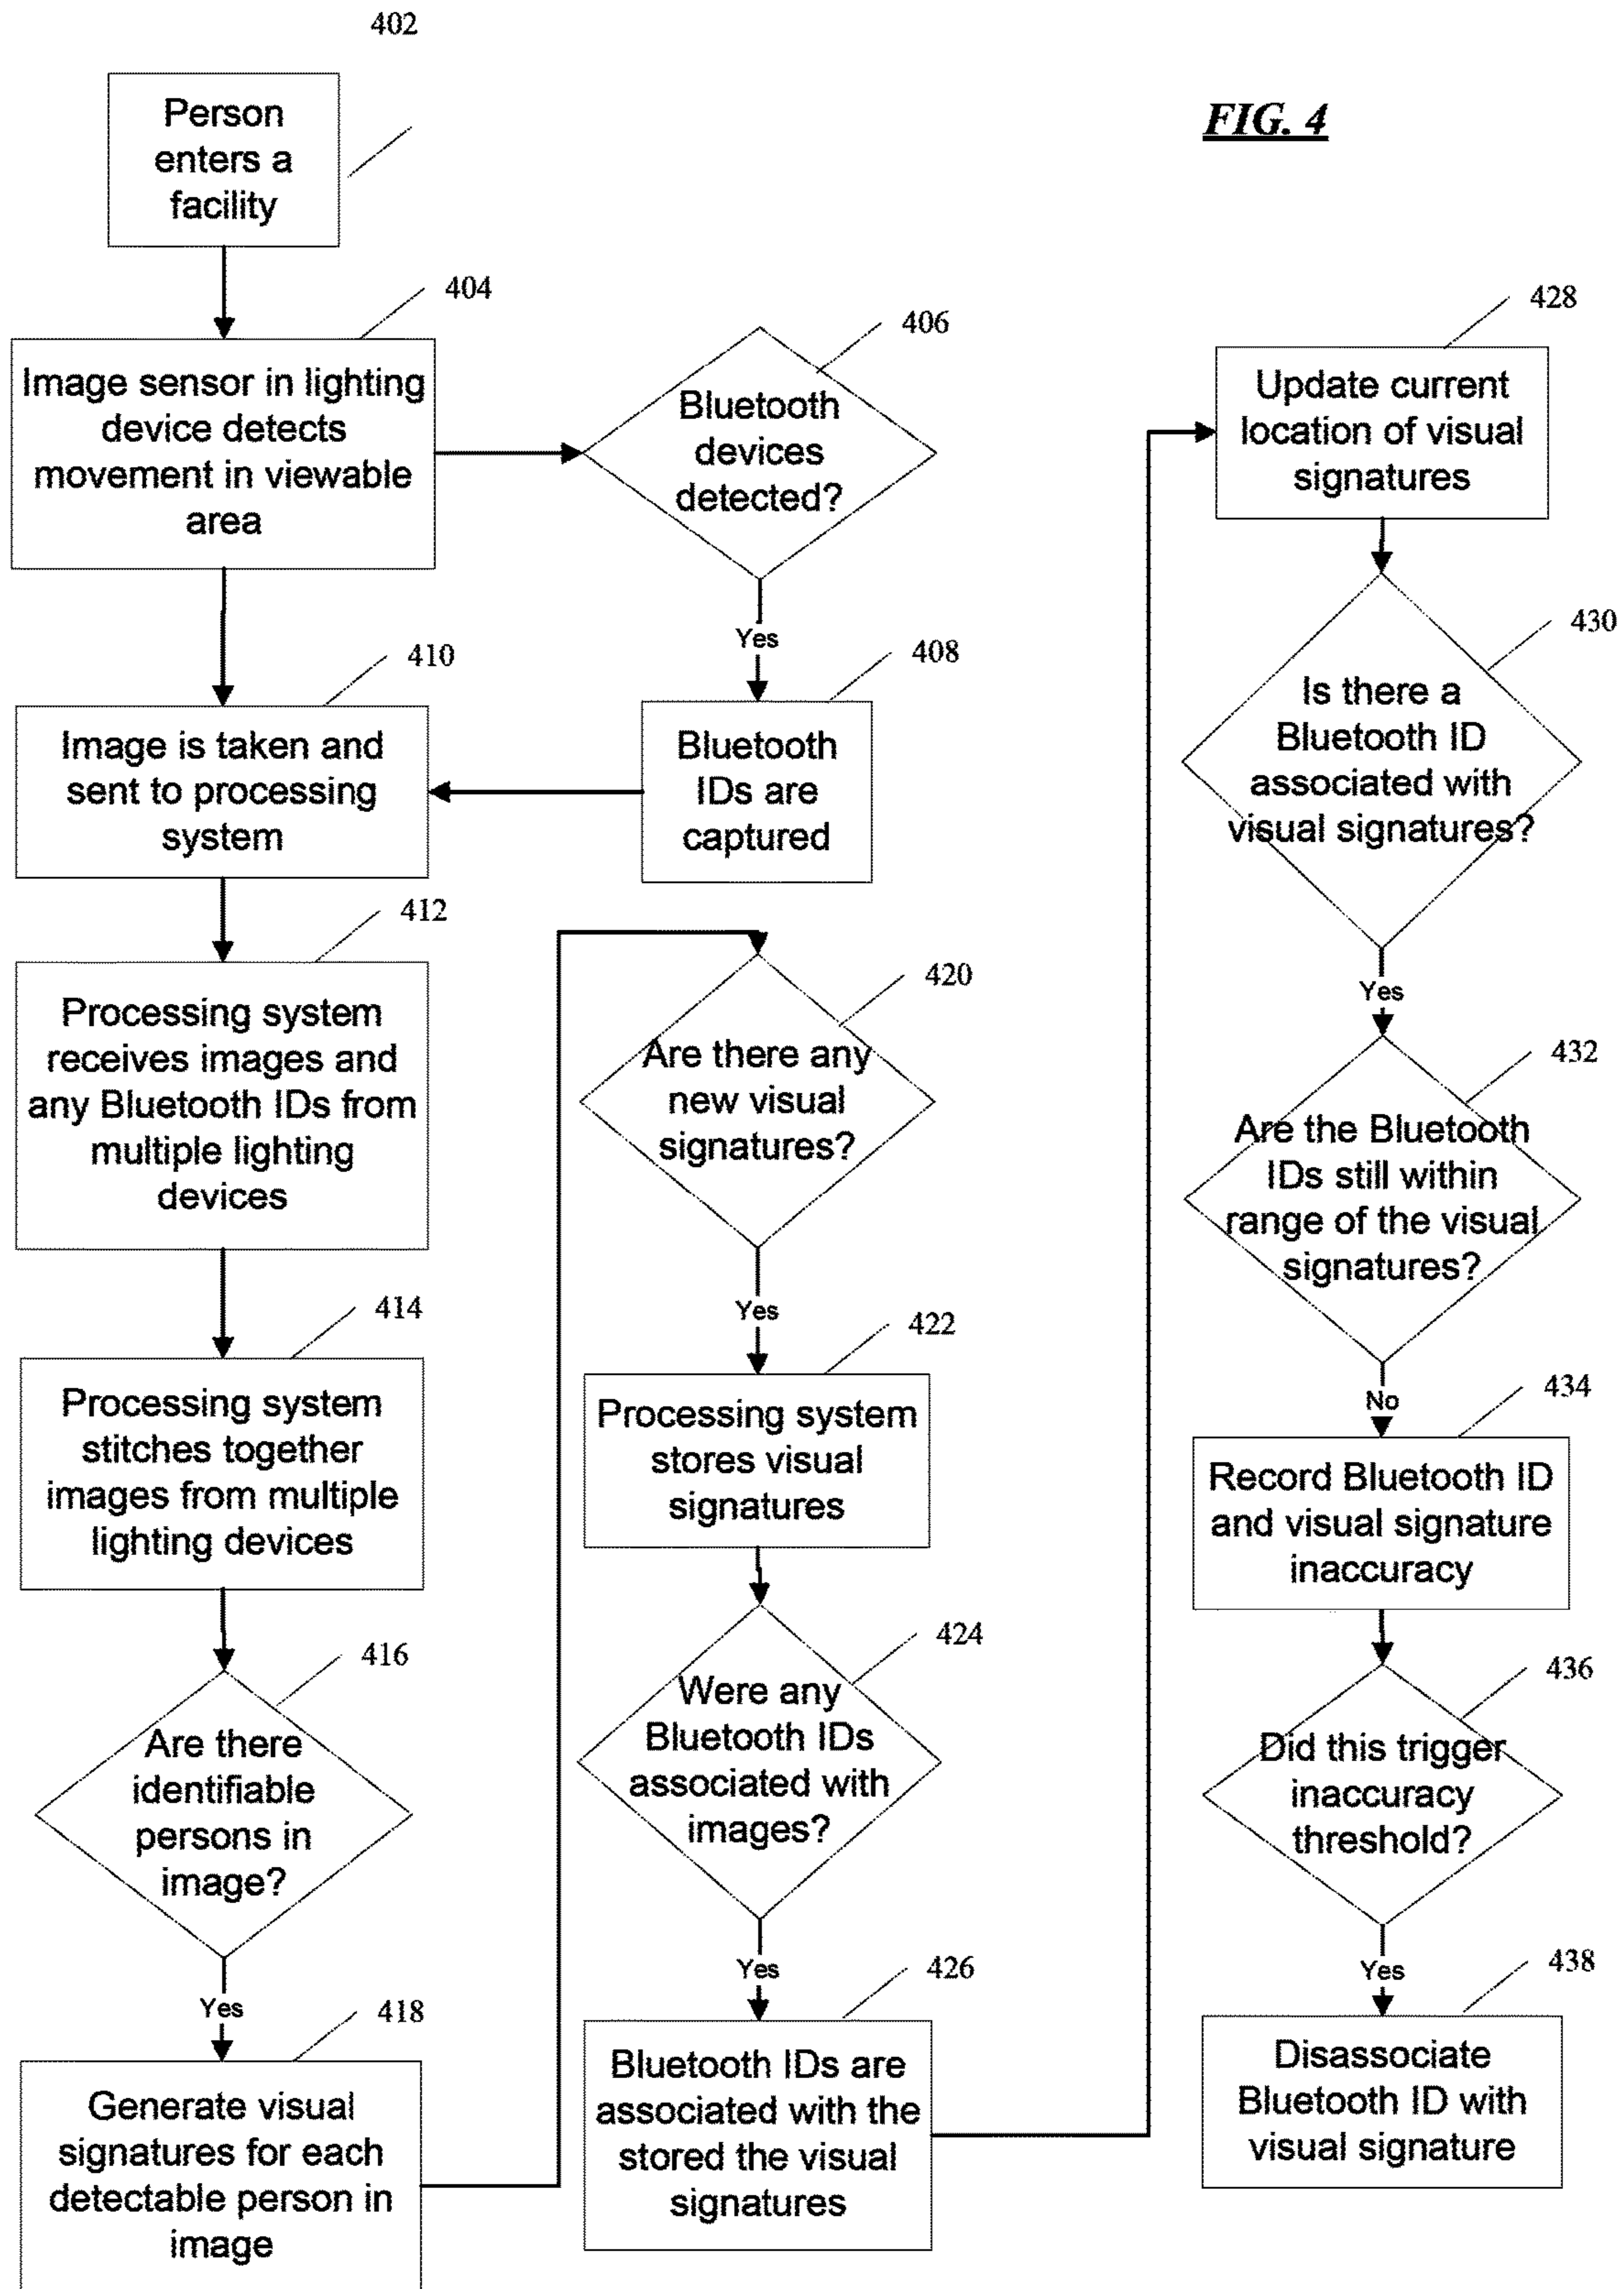 402
Person
enters a
facility
FIG. 4
404
Image sensor in lighting
device detects
movement in viewable
area
406
Bluetooth
devices
detected?
Yes
408
Bluetooth
IDs are
captured
410
Image is taken and
sent to processing
system
412
Processing system
receives images and
any Bluetooth IDs from
multiple lighting
devices
414
Processing system
stitches together
images from multiple
lighting devices
416
Are there
identifiable
persons in
image?
Yes
418
Generate visual
signatures for each
detectable person in
image
420
Are there any
new visual
signatures?
Yes
422
Processing system
stores visual
signatures
424
Were any
Bluetooth IDs
associated with
images?
Yes
426
Bluetooth IDs are
associated with the
stored the visual
signatures
428
Update current
location of visual
signatures
430
Is there a
Bluetooth ID
associated with
visual signatures?
Yes
432
Are the Bluetooth
IDs still within
range of the visual
signatures?
No
434
Record Bluetooth ID
and visual signature
inaccuracy
436
Did this trigger
inaccuracy
threshold?
Yes
438
Disassociate
Bluetooth ID with
visual signature